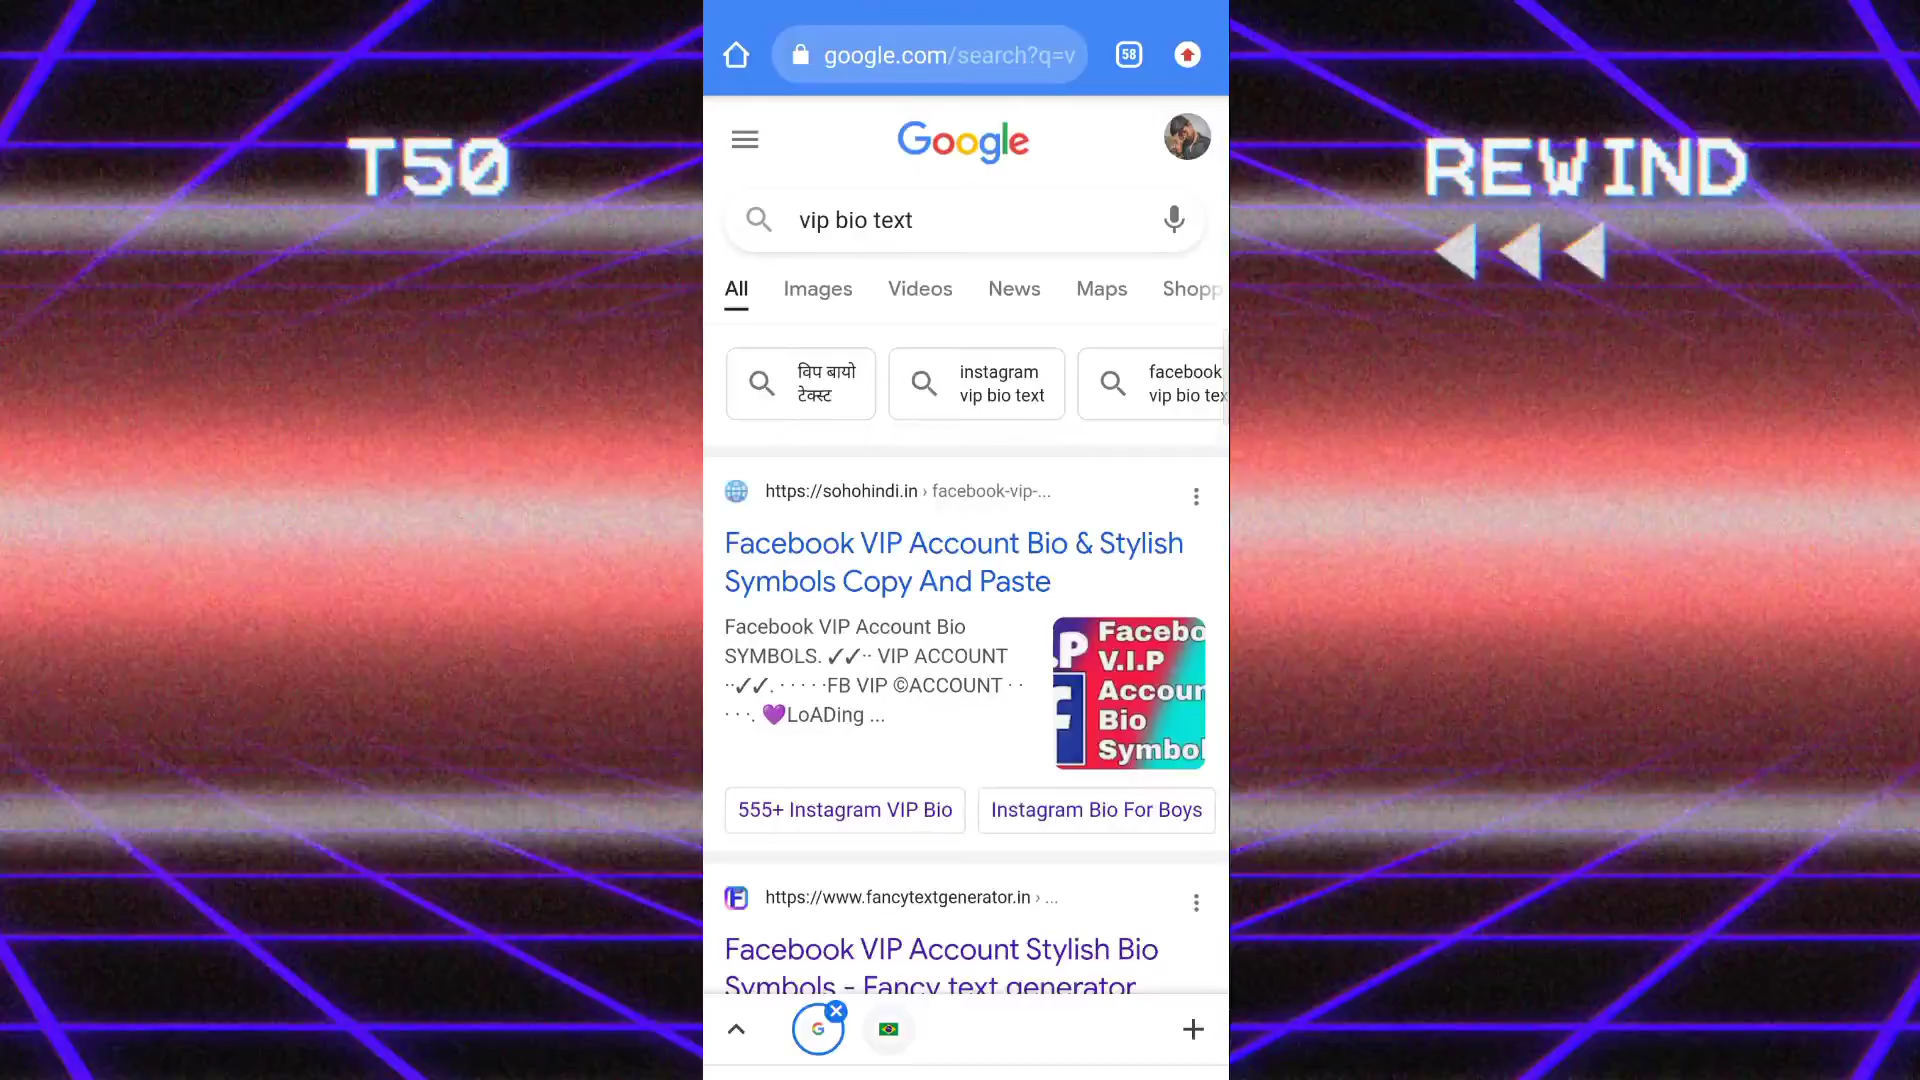 google.com/search?q=v
58
T50
REWIND
Google
vip bio text
All Images Videos News Maps Shopp
विप बायो
टेक्स्ट
instagram
vip bio text
facebook
vip bio tex
https://sohohindi.in › facebook-vip-...
Facebook VIP Account Bio & Stylish
Symbols Copy And Paste
Facebook VIP Account Bio
SYMBOLS. ✓✓·· VIP ACCOUNT
··✓✓. · · · · ·FB VIP ©ACCOUNT · ·
· · ·. 💜LoADing ...
.P
Facebo
V.I.P
Accour
Bio
Symbol
555+ Instagram VIP Bio
Instagram Bio For Boys
https://www.fancytextgenerator.in › ...
Facebook VIP Account Stylish Bio
Symbols - Fancy text generator